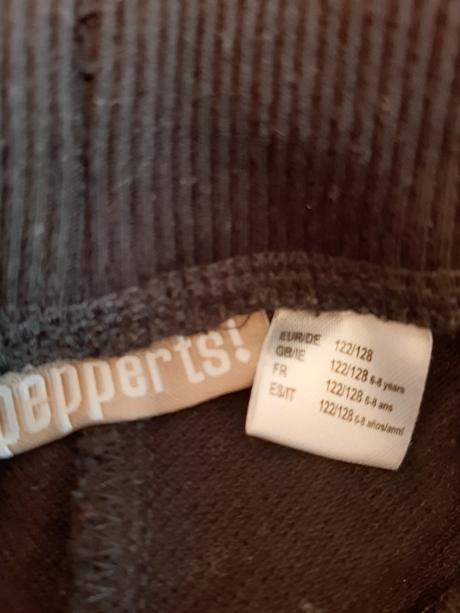 pepperts!
EUR/DE 122/128
GB/IE 122/128 6-8 years
FR 122/128 6-8 ans
ES/IT 122/128 6-8 años/anni